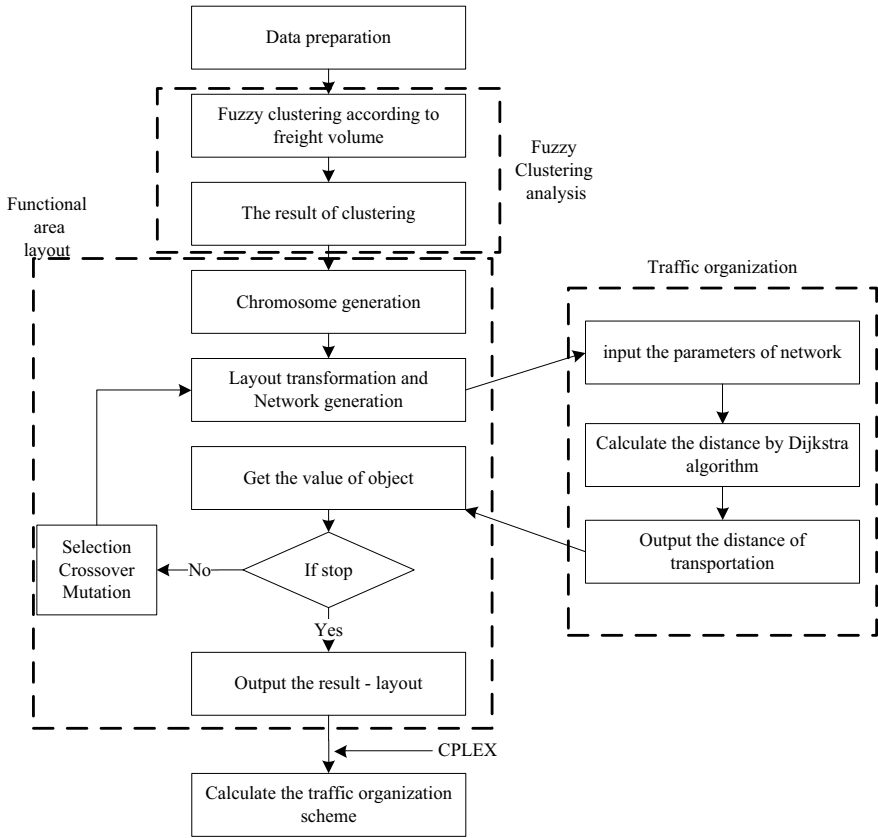 Data preparation
Fuzzy clustering according to
freight volume
Fuzzy
Clustering
analysis
The result of clustering
Functional
area
layout
Chromosome generation
Traffic organization
Layout transformation and
Network generation
input the parameters of network
Calculate the distance by Dijkstra
algorithm
Get the value of object
Output the distance of
transportation
Selection
Crossover
Mutation
No
If stop
Yes
Output the result - layout
CPLEX
Calculate the traffic organization
scheme